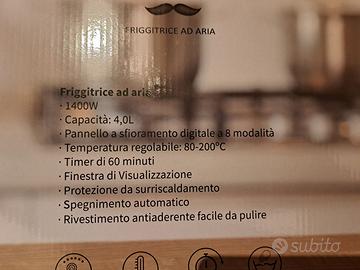 FRIGGITRICE AD ARIA
Friggitrice ad aria
· 1400W
· Capacità: 4,0L
· Pannello a sfioramento digitale a 8 modalità
· Temperatura regolabile: 80-200°C
· Timer di 60 minuti
· Finestra di Visualizzazione
· Protezione da surriscaldamento
· Spegnimento automatico
· Rivestimento antiaderente facile da pulire
subito